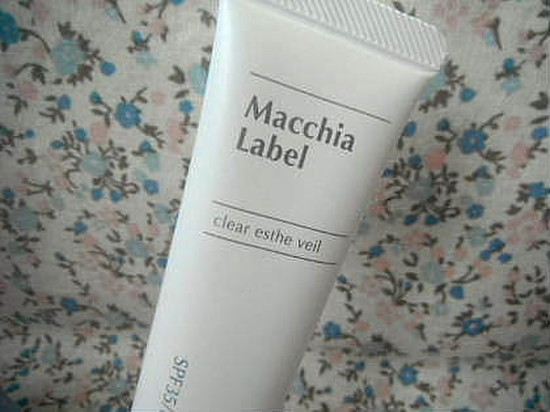 Macchia
Label
clear esthe veil
SPF35/